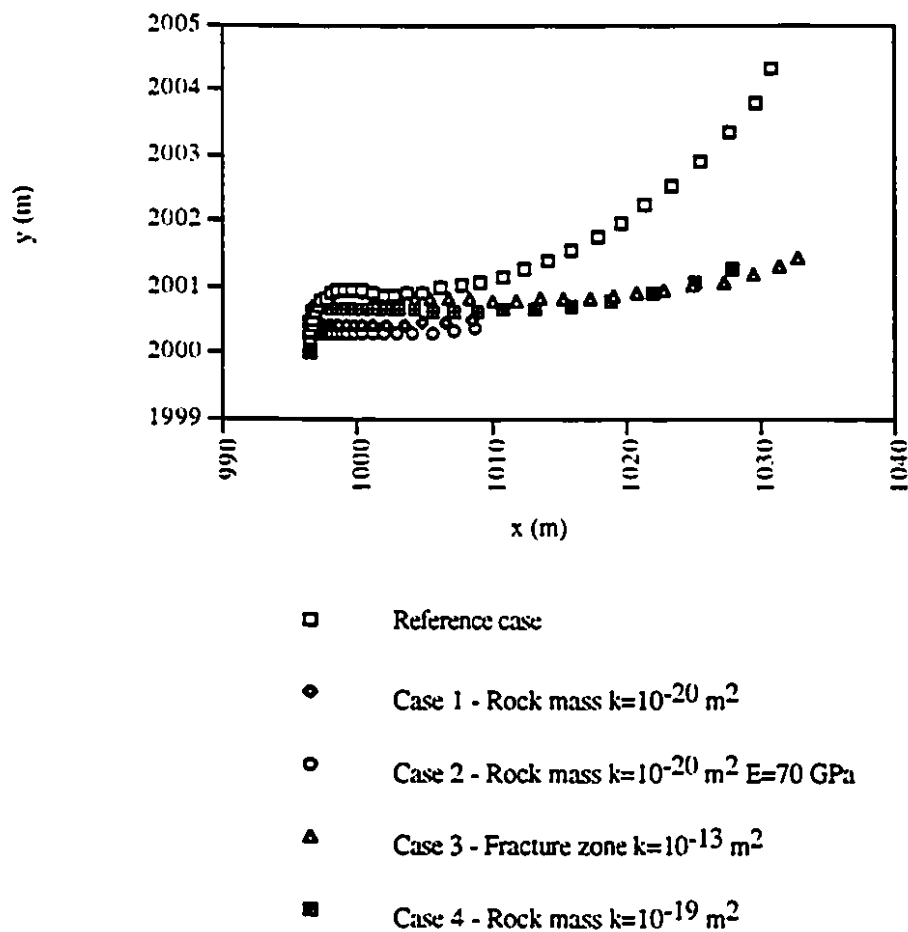 2005
2004
2003
2002
2001
2000
1999
y (m)
990
1000
1010
1020
1030
1040
x (m)
Reference case
Case 1 - Rock mass k=10⁻²⁰ m²
Case 2 - Rock mass k=10⁻²⁰ m² E=70 GPa
Case 3 - Fracture zone k=10⁻¹³ m²
Case 4 - Rock mass k=10⁻¹⁹ m²